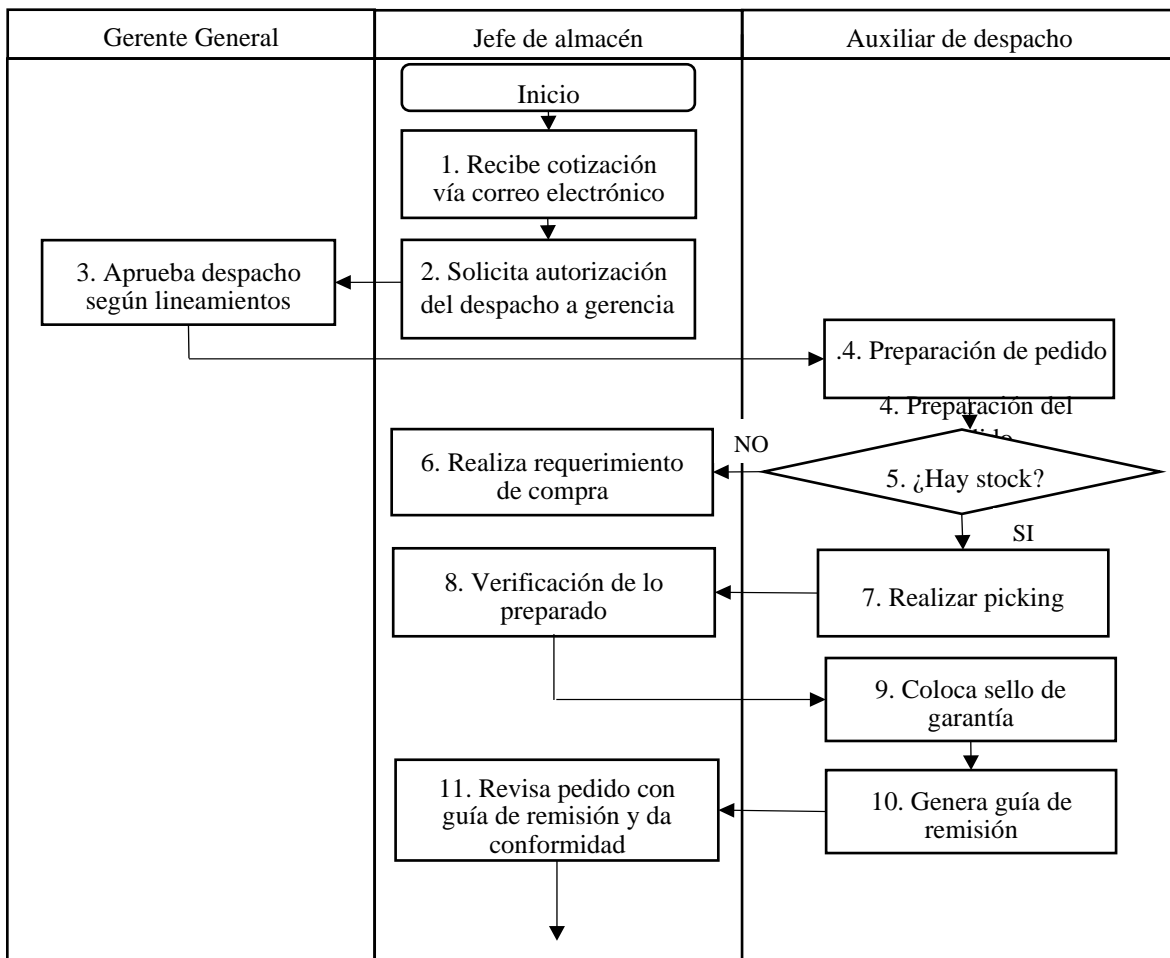 Gerente General
Jefe de almacén
Auxiliar de despacho
Inicio
1. Recibe cotización
vía correo electrónico
2. Solicita autorización
del despacho a gerencia
3. Aprueba despacho
según lineamientos
.4. Preparación de pedido
4. Preparación del
NO
5. ¿Hay stock?
6. Realiza requerimiento
de compra
SI
7. Realizar picking
8. Verificación de lo
preparado
9. Coloca sello de
garantía
10. Genera guía de
remisión
11. Revisa pedido con
guía de remisión y da
conformidad